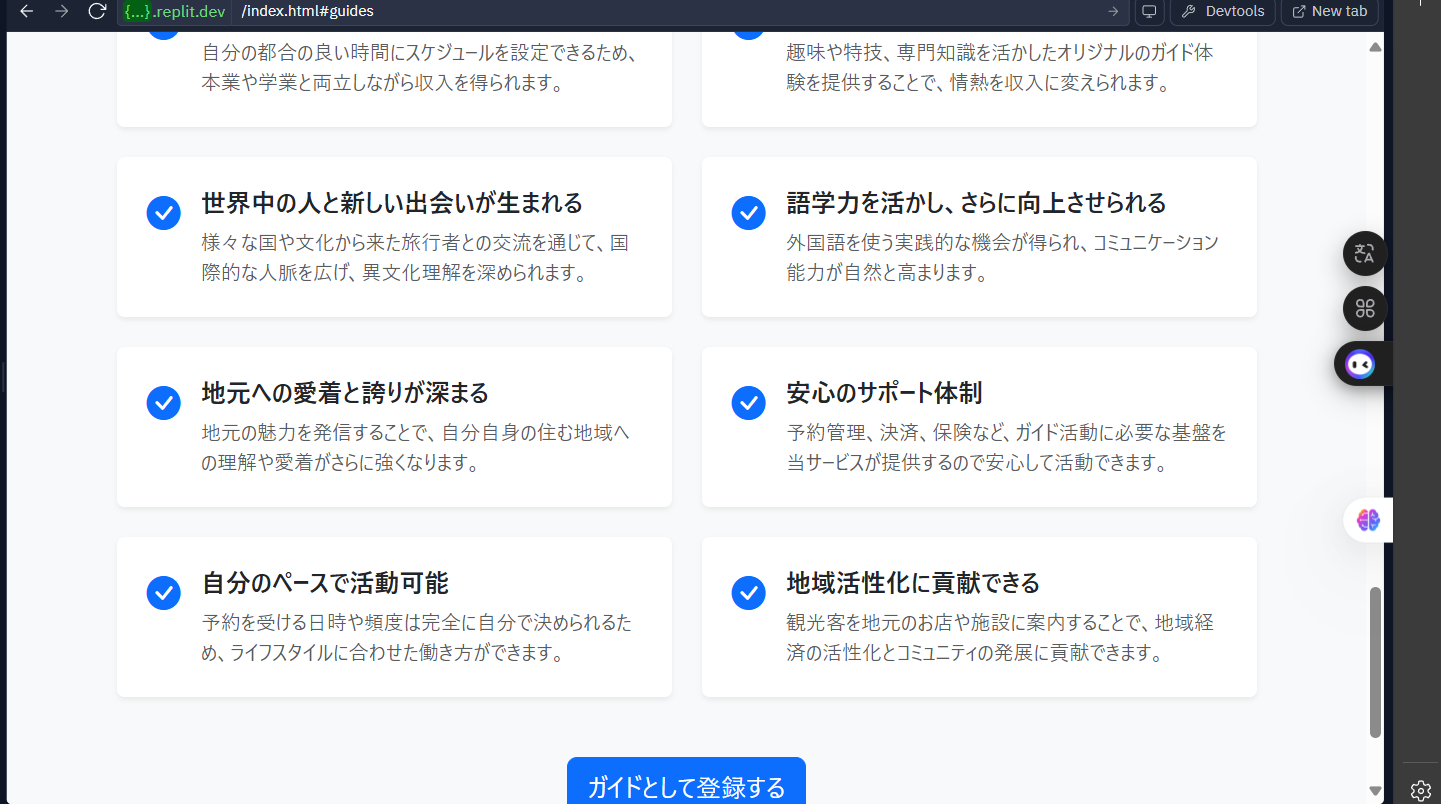 {...}.replit.dev /index.html#guides
Devtools
New tab
自分の都合の良い時間にスケジュールを設定できるため、
本業や学業と両立しながら収入を得られます。
趣味や特技、専門知識を活かしたオリジナルのガイド体
験を提供することで、情熱を収入に変えられます。
世界中の人と新しい出会いが生まれる
様々な国や文化から来た旅行者との交流を通じて、国
際的な人脈を広げ、異文化理解を深められます。
語学力を活かし、さらに向上させられる
外国語を使う実践的な機会が得られ、コミュニケーション
能力が自然と高まります。
地元への愛着と誇りが深まる
地元の魅力を発信することで、自分自身の住む地域へ
の理解や愛着がさらに強くなります。
安心のサポート体制
予約管理、決済、保険など、ガイド活動に必要な基盤を
当サービスが提供するので安心して活動できます。
自分のペースで活動可能
予約を受ける日時や頻度は完全に自分で決められるた
め、ライフスタイルに合わせた働き方ができます。
地域活性化に貢献できる
観光客を地元のお店や施設に案内することで、地域経
済の活性化とコミュニティの発展に貢献できます。
ガイドとして登録する